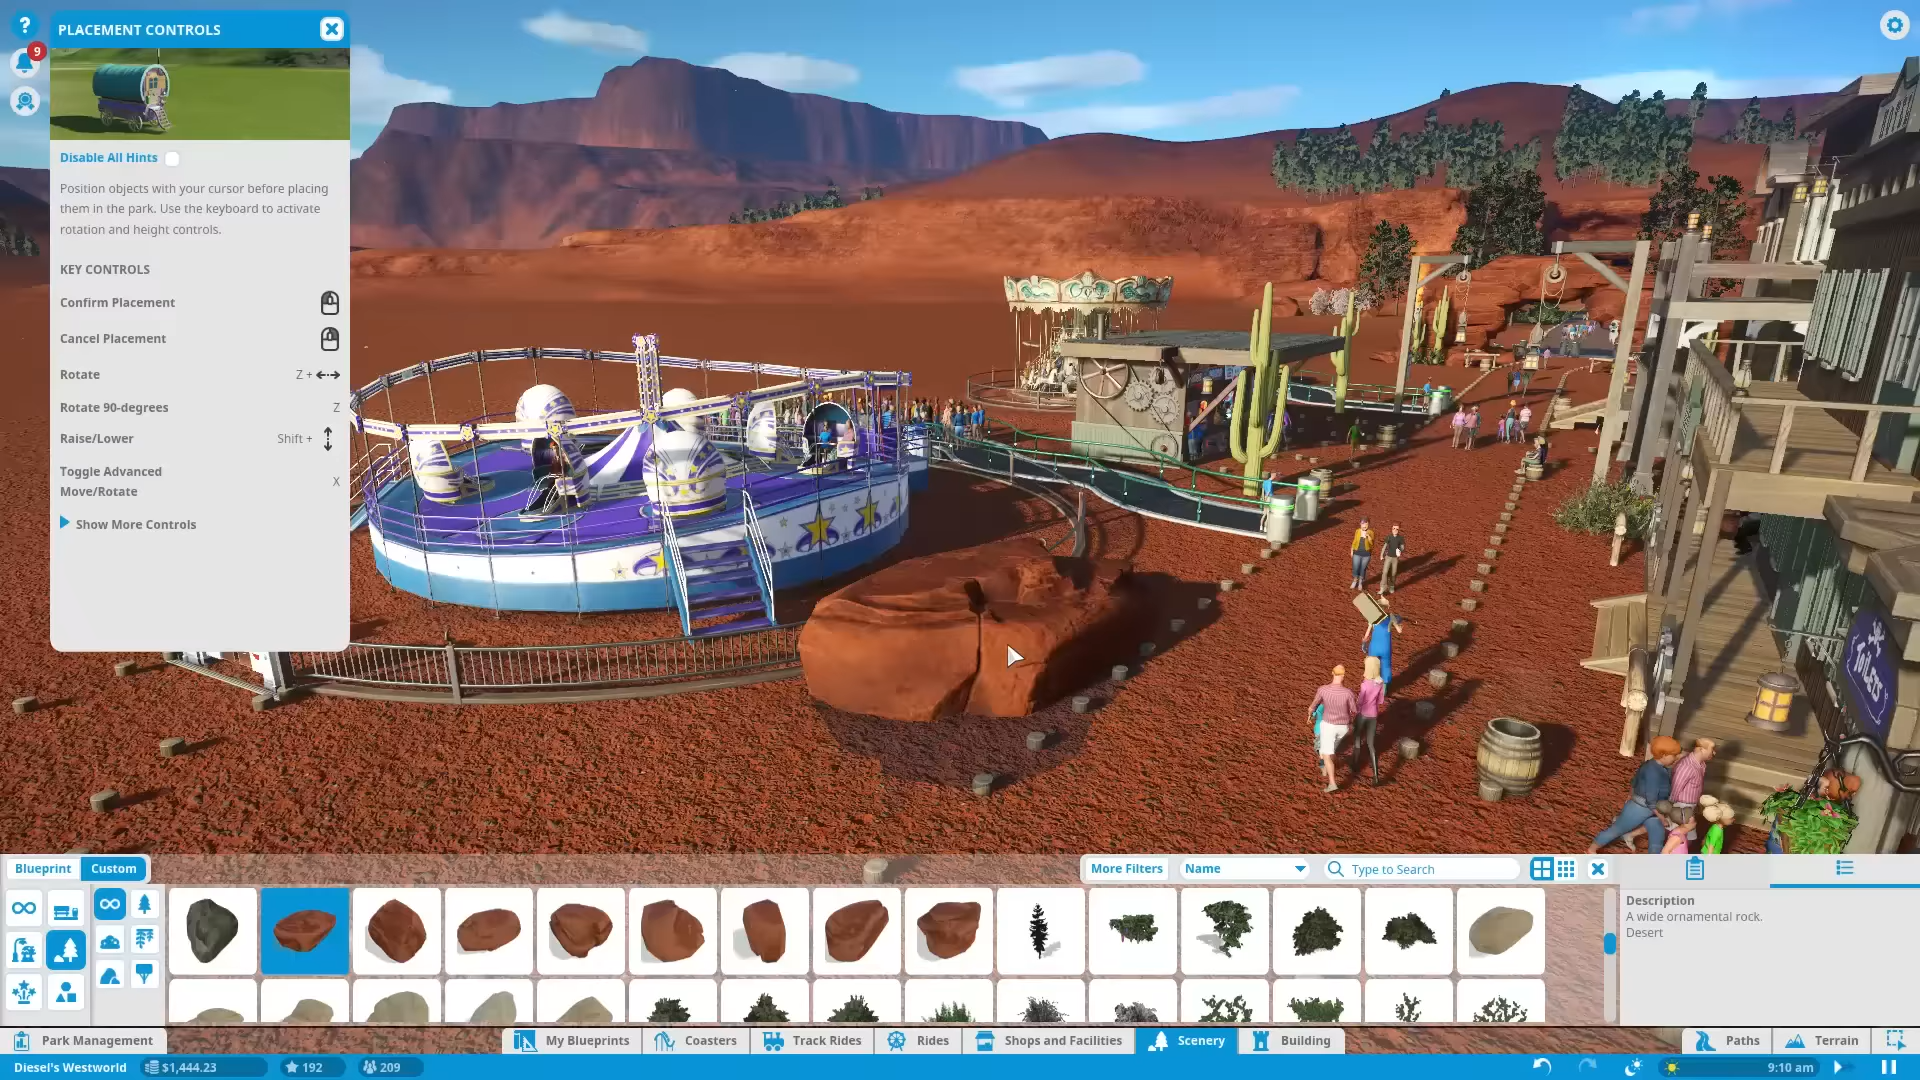 ?
9
PLACEMENT CONTROLS
Disable All Hints
Position objects with your cursor before placing
them in the park. Use the keyboard to activate
rotation and height controls.
KEY CONTROLS
Confirm Placement
Cancel Placement
Rotate Z +
Rotate 90-degrees Z
Raise/Lower Shift +
Toggle Advanced
Move/Rotate X
Show More Controls
Toilets
Blueprint Custom
More Filters Name Type to Search
Description
A wide ornamental rock.
Desert
Park Management My Blueprints Coasters Track Rides Rides Shops and Facilities Scenery Building Paths Terrain
Diesel's Westworld $1,444.23 192 209 9:10 am